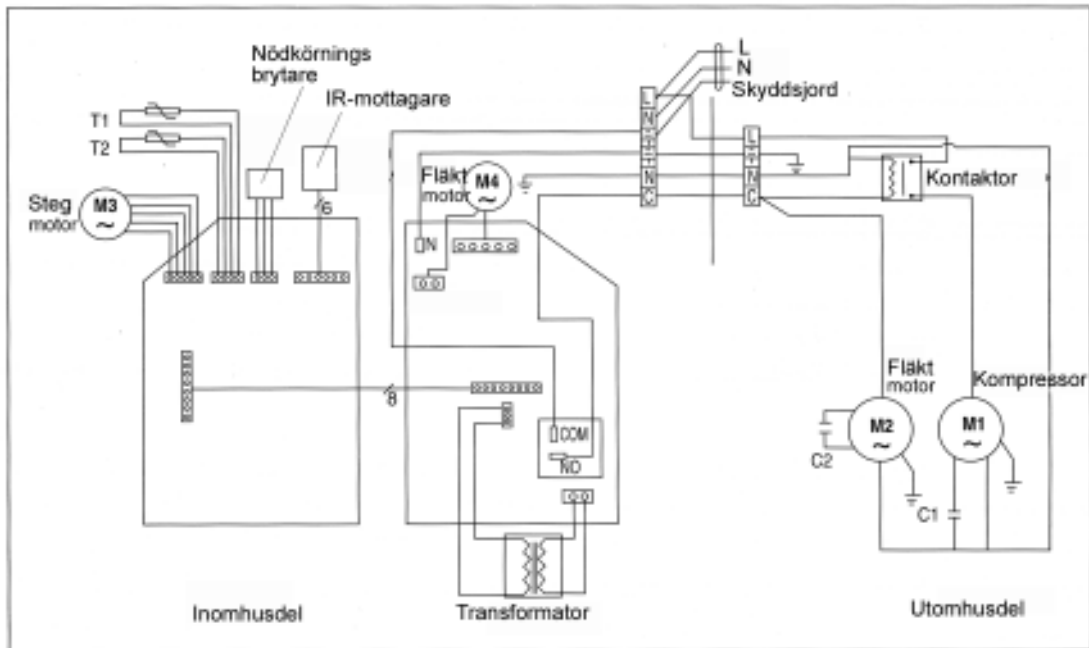 Nödkörnings
brytare
IR-mottagare
L
N
Skyddsjord
T1
T2
Steg
motor
M3
~
6
Fläkt
motor
M4
~
N
L
N
N
C
L
N
C
Kontaktor
8
COM
NO
Fläkt
motor
M2
~
C2
Kompressor
M1
~
C1
Inomhusdel
Transformator
Utomhusdel